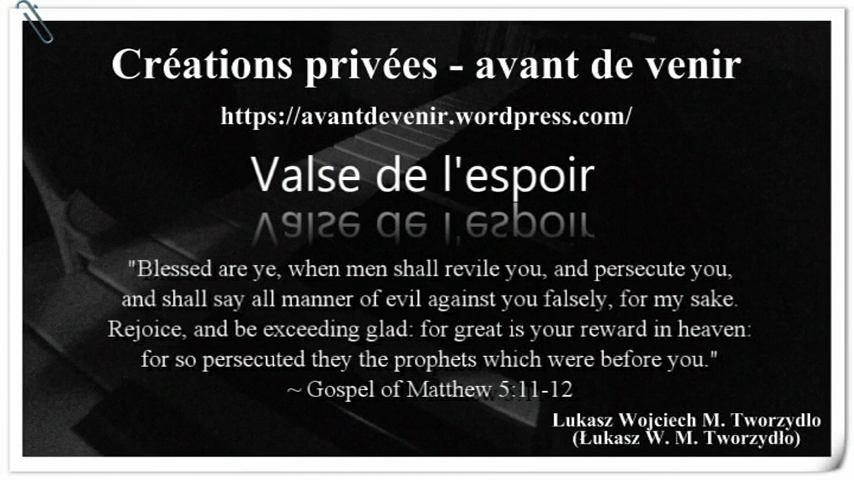 Créations privées - avant de venir
https://avantdevenir.wordpress.com/
Valse de l'espoir
"Blessed are ye, when men shall revile you, and persecute you,
and shall say all manner of evil against you falsely, for my sake.
Rejoice, and be exceeding glad: for great is your reward in heaven:
for so persecuted they the prophets which were before you."
~ Gospel of Matthew 5:11-12
Lukasz Wojciech M. Tworzydlo
(Łukasz W. M. Tworzydło)